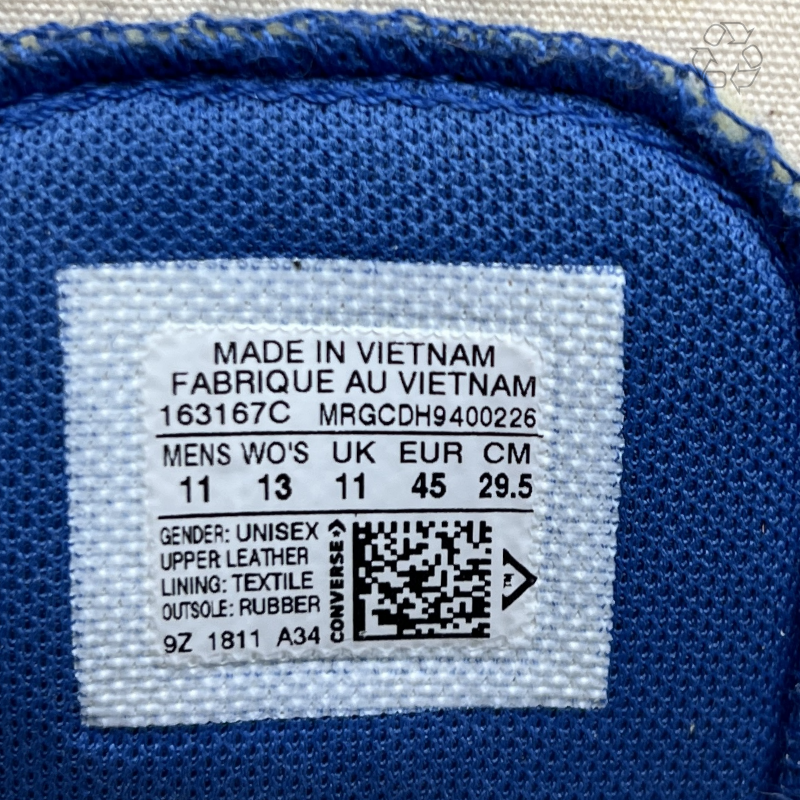 MADE IN VIETNAM
FABRIQUE AU VIETNAM
163167C MRGCDH9400226
MENS WO'S UK EUR CM
11 13 11 45 29.5
GENDER: UNISEX
UPPER LEATHER
LINING: TEXTILE
OUTSOLE: RUBBER
9Z 1811 A34
CONVERSE